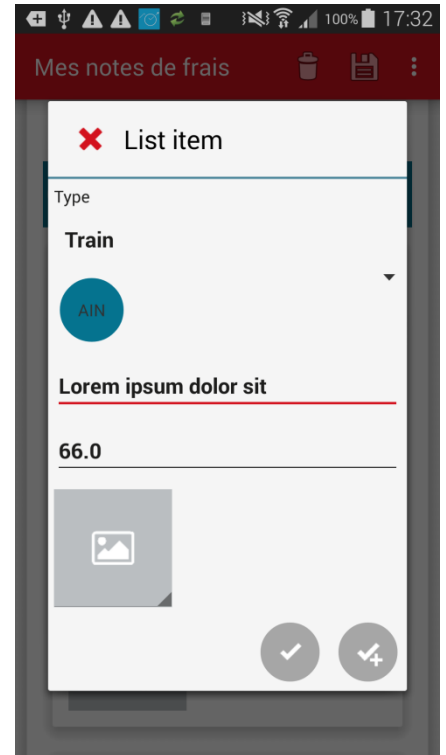 100% 17:32
Mes notes de frais
List item
Type
Train
AIN
Lorem ipsum dolor sit
66.0